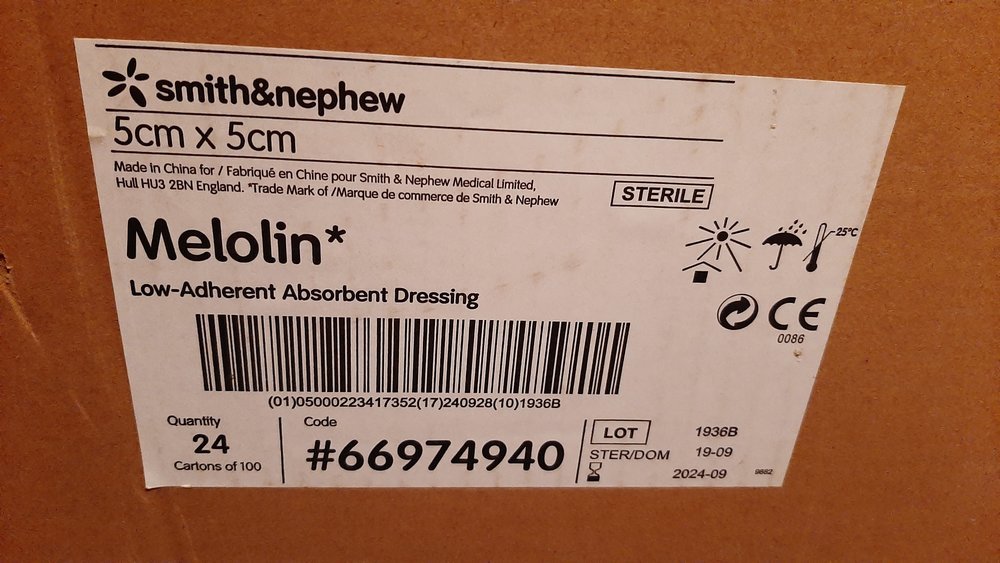 smith&nephew
5cm x 5cm
Made in China for / Fabriqué en Chine pour Smith & Nephew Medical Limited,
Hull HU3 2BN England. *Trade Mark of /Marque de commerce de Smith & Nephew
STERILE
Melolin*
25°C
Low-Adherent Absorbent Dressing
CE
0086
(01)05000223417352(17)240928(10)1936B
Quantity
24
Cartons of 100
Code
#66974940
LOT 1936B
STER/DOM 19-09
2024-09
9882